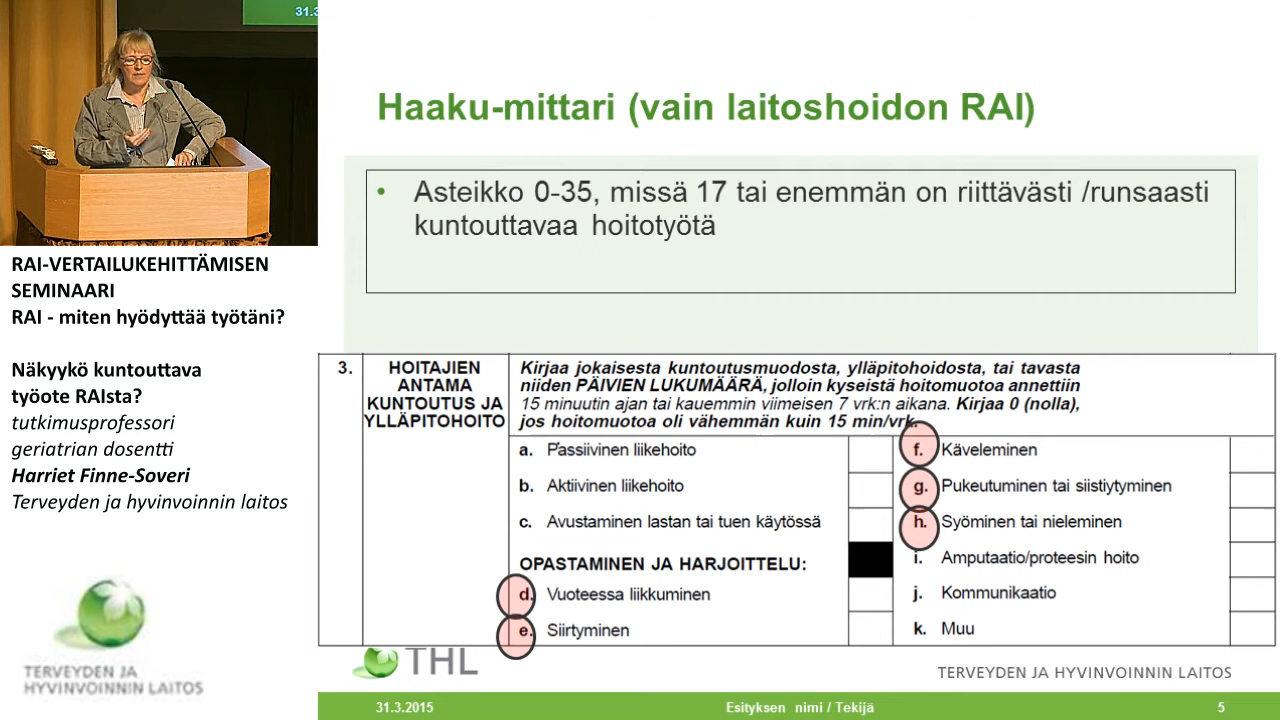 31.3
RAI-VERTAILUKEHITTÄMISEN
SEMINAARI
RAI - miten hyödyttää työtäni?
Näkyykö kuntouttava
työote RAIsta?
tutkimusprofessori
geriatrian dosentti
Harriet Finne-Soveri
Terveyden ja hyvinvoinnin laitos
TERVEYDEN JA
HYVINVOINNIN LAITOS
Haaku-mittari (vain laitoshoidon RAI)
• Asteikko 0-35, missä 17 tai enemmän on riittävästi /runsaasti
kuntouttavaa hoitotyötä
3.
HOITAJIEN
ANTAMA
KUNTOUTUS JA
YLLÄPITOHOITO
Kirjaa jokaisesta kuntoutusmuodosta, ylläpitohoidosta, tai tavasta
niiden PÄIVIEN LUKUMÄÄRÄ, jolloin kyseistä hoitomuotoa annettiin
15 minuutin ajan tai kauemmin viimeisen 7 vrk:n aikana. Kirjaa 0 (nolla),
jos hoitomuotoa oli vähemmän kuin 15 min/vrk.
a. Passiivinen liikehoito
b. Aktiivinen liikehoito
c. Avustaminen lastan tai tuen käytössä
OPASTAMINEN JA HARJOITTELU:
d. Vuoteessa liikkuminen
e. Siirtyminen
f. Käveleminen
g. Pukeutuminen tai siistiytyminen
h. Syöminen tai nieleminen
i. Amputaatio/proteesin hoito
j. Kommunikaatio
k. Muu
THL
TERVEYDEN JA HYVINVOINNIN LAITOS
31.3.2015
Esityksen nimi / Tekijä
5